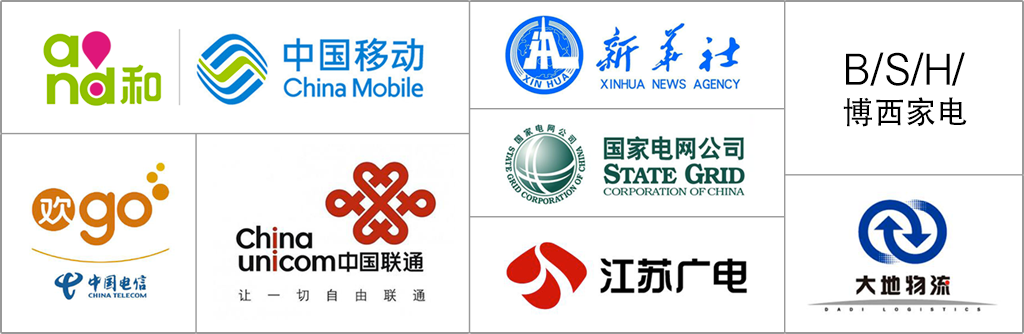 and和
中国移动
China Mobile
XIN HUA
新华社
XINHUA NEWS AGENCY
B/S/H/
博西家电
国家电网公司
STATE GRID CORPORATION OF CHINA
国家电网公司
STATE GRID
CORPORATION OF CHINA
欢go
中国电信
CHINA TELECOM
China
unicom中国联通
让一切自由联通
江苏广电
大地物流
DADI LOGISTICS